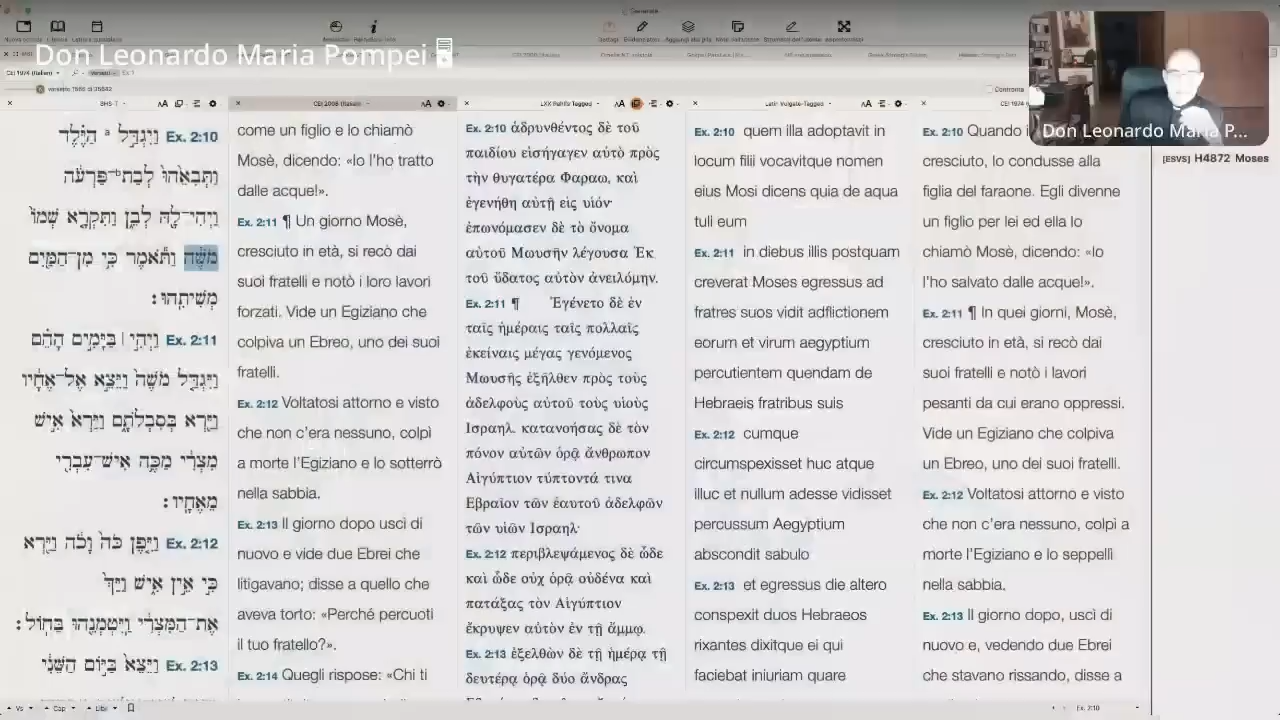 Generale
Don Leonardo Maria Pompei
CEI 1974 (Italian)
Versetti
Ex 1
versetto 1565 di 35842
Confronta
BHS-T
CEI 2008 (Italian)
LXX Rahlfs Tagged
Latin Vulgate-Tagged
CEI 1974
Don Leonardo Maria P...
[ESVS] H4872 Moses
Ex. 2:10 וַיִגְדַּ֣ל ᵃ הַיֶּ֗לֶד
וַתְּבִאֵ֙הוּ֙ לְבַת־פַּרְעֹ֔ה
וַֽיְהִי־לָ֖הּ לְבֵ֑ן וַתִּקְרָ֤א שְׁמוֹ֙
מֹשֶׁ֔ה וַתֹּ֕אמֶר כִּ֥י מִן־הַמַּ֖יִם
מְשִׁיתִֽהוּ׃
Ex. 2:11 וַיְהִ֣י ׀ בַּיָּמִ֣ים הָהֵ֗ם
וַיִּגְדַּ֤ל מֹשֶׁה֙ וַיֵּצֵ֣א אֶל־אֶחָ֔יו
וַיַּ֖רְא בְּסִבְלֹתָ֑ם וַיַּרְא֙ אִ֣ישׁ
מִצְרִ֔י מַכֶּ֥ה אִישׁ־עִבְרִ֖י
מֵאֶחָֽיו׃
Ex. 2:12 וַיִּ֤פֶן כֹּה֙ וָכֹ֔ה וַיַּ֖רְא
כִּ֣י אֵ֣ין אִ֑ישׁ וַיַּךְ֙
אֶת־הַמִּצְרִ֔י וַֽיִּטְמְנֵ֖הוּ בַּחֽוֹל׃
Ex. 2:13 וַיֵּצֵא֙ בַּיּ֣וֹם הַשֵּׁנִ֔י
come un figlio e lo chiamò
Mosè, dicendo: «Io l'ho tratto
dalle acque!».
Ex. 2:11 ¶ Un giorno Mosè,
cresciuto in età, si recò dai
suoi fratelli e notò i loro lavori
forzati. Vide un Egiziano che
colpiva un Ebreo, uno dei suoi
fratelli.
Ex. 2:12 Voltatosi attorno e visto
che non c'era nessuno, colpì
a morte l'Egiziano e lo sotterrò
nella sabbia.
Ex. 2:13 Il giorno dopo uscì di
nuovo e vide due Ebrei che
litigavano; disse a quello che
aveva torto: «Perché percuoti
il tuo fratello?».
Ex. 2:14 Quegli rispose: «Chi ti
Ex. 2:10 ἁδρυνθέντος δὲ τοῦ
παιδίου εἰσήγαγεν αὐτὸ πρὸς
τὴν θυγατέρα Φαραω, καὶ
ἐγενήθη αὐτῇ εἰς υἱόν·
ἐπωνόμασεν δὲ τὸ ὄνομα
αὐτοῦ Μωυσῆν λέγουσα Ἐκ
τοῦ ὕδατος αὐτὸν ἀνειλόμην.
Ex. 2:11 ¶ Ἐγένετο δὲ ἐν
ταῖς ἡμέραις ταῖς πολλαῖς
ἐκείναις μέγας γενόμενος
Μωυσῆς ἐξῆλθεν πρὸς τοὺς
ἀδελφοὺς αὐτοῦ τοὺς υἱοὺς
Ισραηλ. κατανοήσας δὲ τὸν
πόνον αὐτῶν ὁρᾷ ἄνθρωπον
Αἰγύπτιον τύπτοντά τινα
Εβραῖον τῶν ἑαυτοῦ ἀδελφῶν
τῶν υἱῶν Ισραηλ·
Ex. 2:12 περιβλεψάμενος δὲ ὧδε
καὶ ὧδε οὐχ ὁρᾷ οὐδένα καὶ
πατάξας τὸν Αἰγύπτιον
ἔκρυψεν αὐτὸν ἐν τῇ ἄμμῳ.
Ex. 2:13 ἐξελθὼν δὲ τῇ ἡμέρᾳ τῇ
δευτέρᾳ ὁρᾷ δύο ἄνδρας
Ex. 2:10 quem illa adoptavit in
locum filii vocavitque nomen
eius Mosi dicens quia de aqua
tuli eum
Ex. 2:11 in diebus illis postquam
creverat Moses egressus ad
fratres suos vidit adflictionem
eorum et virum aegyptium
percutientem quendam de
Hebraeis fratribus suis
Ex. 2:12 cumque
circumspexisset huc atque
illuc et nullum adesse vidisset
percussum Aegyptium
abscondit sabulo
Ex. 2:13 et egressus die altero
conspexit duos Hebraeos
rixantes dixitque ei qui
faciebat iniuriam quare
Ex. 2:10 Quando i
cresciuto, lo condusse alla
figlia del faraone. Egli divenne
un figlio per lei ed ella lo
chiamò Mosè, dicendo: «Io
l'ho salvato dalle acque!».
Ex. 2:11 ¶ In quei giorni, Mosè,
cresciuto in età, si recò dai
suoi fratelli e notò i lavori
pesanti da cui erano oppressi.
Vide un Egiziano che colpiva
un Ebreo, uno dei suoi fratelli.
Ex. 2:12 Voltatosi attorno e visto
che non c'era nessuno, colpì a
morte l'Egiziano e lo seppellì
nella sabbia.
Ex. 2:13 Il giorno dopo, uscì di
nuovo e, vedendo due Ebrei
che stavano rissando, disse a
Vs
Cap
Libr
Ex. 2:10